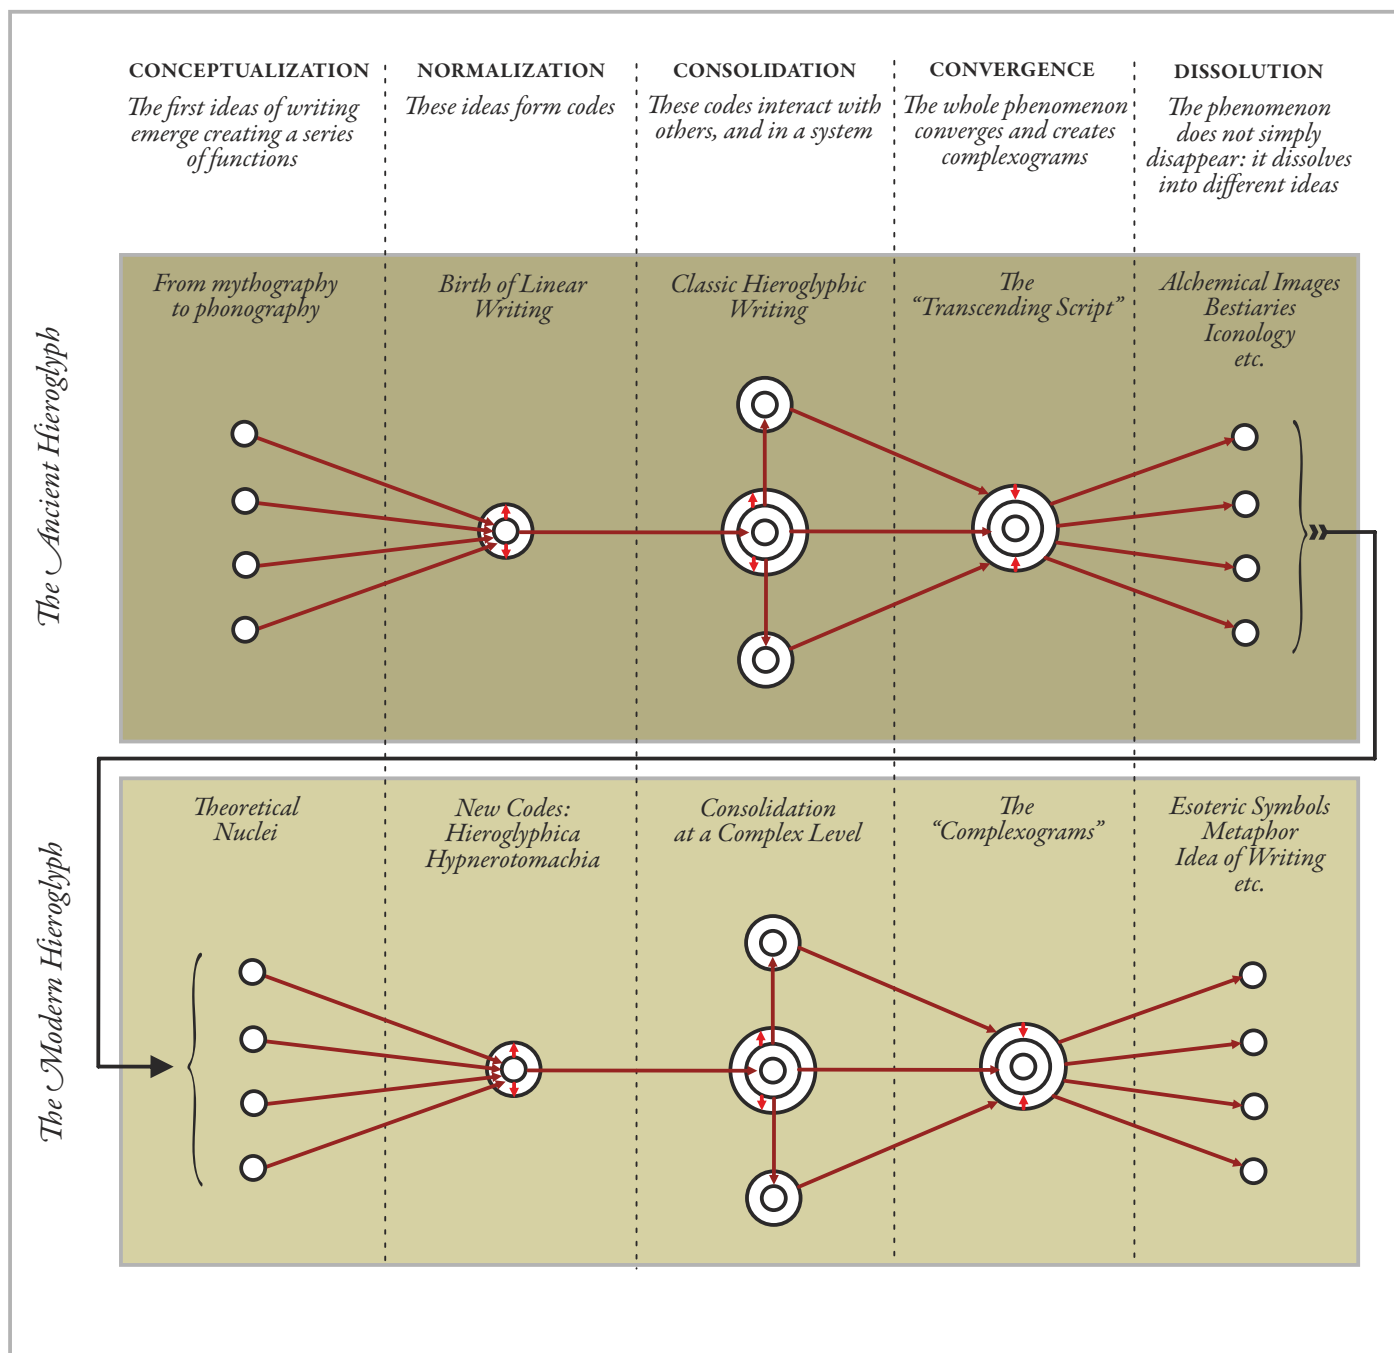 CONCEPTUALIZATION
The first ideas of writing
emerge creating a series
of functions
NORMALIZATION
These ideas form codes
CONSOLIDATION
These codes interact with
others, and in a system
CONVERGENCE
The whole phenomenon
converges and creates
complexograms
DISSOLUTION
The phenomenon
does not simply
disappear: it dissolves
into different ideas
The Ancient Hieroglyph
From mythography
to phonography
Birth of Linear
Writing
Classic Hieroglyphic
Writing
The
“Transcending Script”
Alchemical Images
Bestiaries
Iconology
etc.
The Modern Hieroglyph
Theoretical
Nuclei
New Codes:
Hieroglyphica
Hypnerotomachia
Consolidation
at a Complex Level
The
“Complexograms”
Esoteric Symbols
Metaphor
Idea of Writing
etc.